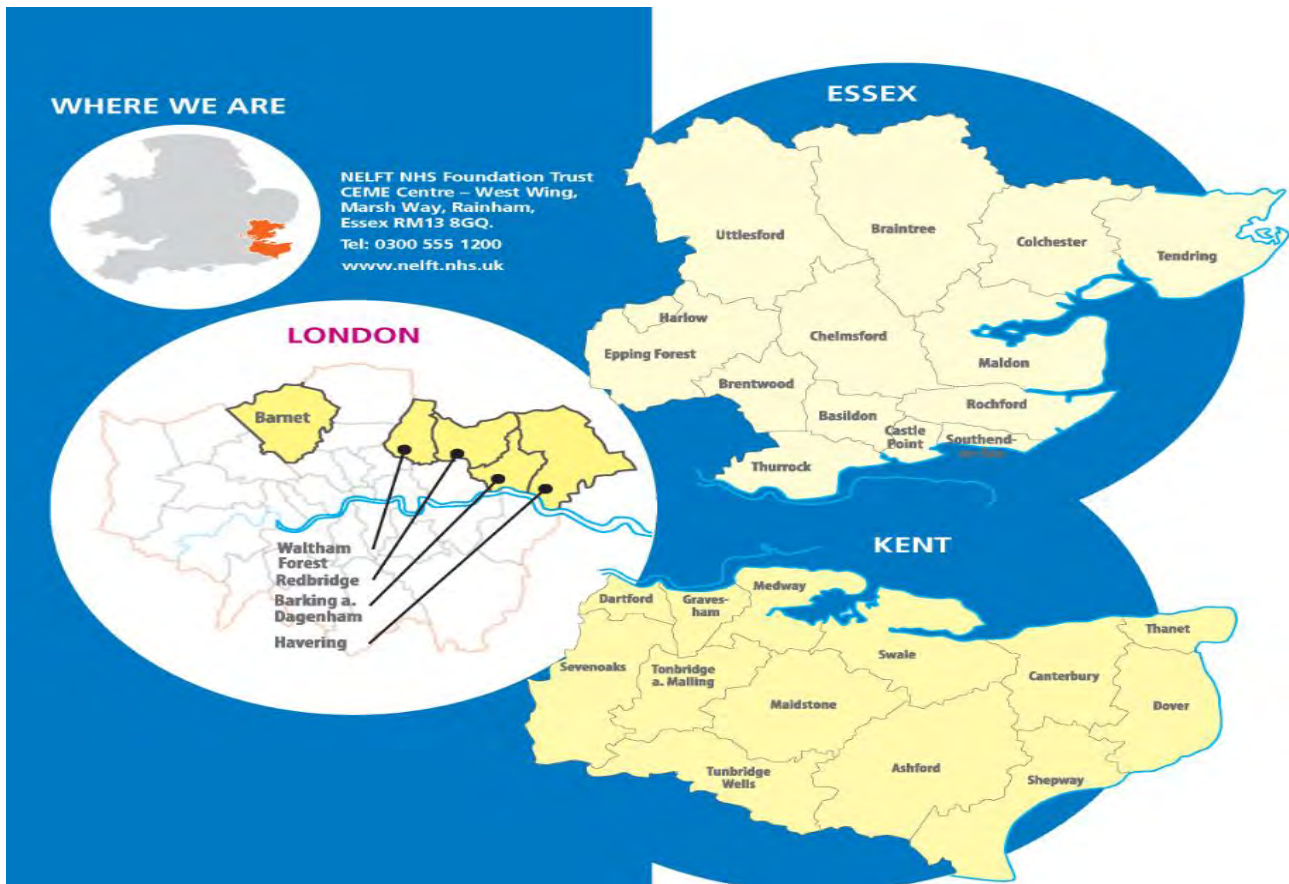 WHERE WE ARE
NELFT NHS Foundation Trust
CEME Centre – West Wing,
Marsh Way, Rainham,
Essex RM13 8GQ.
Tel: 0300 555 1200
www.nelft.nhs.uk
LONDON
Barnet
Waltham
Forest
Redbridge
Barking a.
Dagenham
Havering
ESSEX
Uttlesford
Braintree
Colchester
Tendring
Harlow
Epping Forest
Chelmsford
Maldon
Brentwood
Basildon
Rochford
Castle
Point
Southend-
Thurrock
KENT
Dartford
Graves-
ham
Medway
Thanet
Sevenoaks
Tonbridge
a. Malling
Swale
Canterbury
Maidstone
Dover
Tunbridge
Wells
Ashford
Shepway